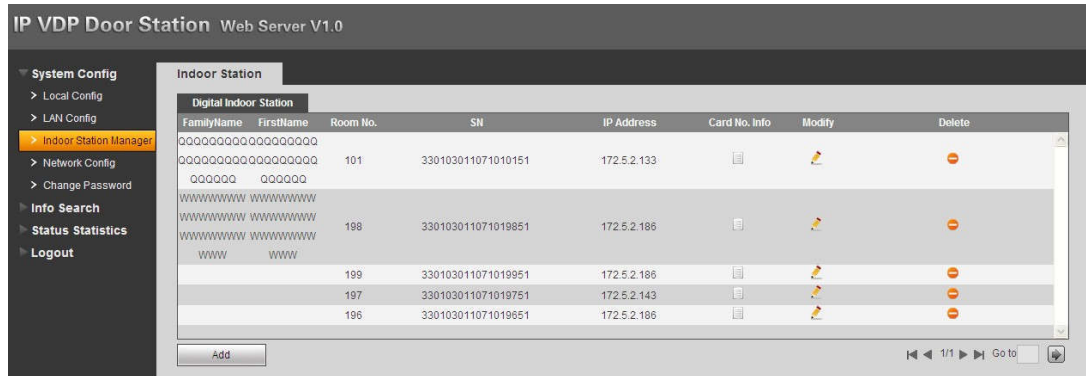 IP VDP Door Station Web Server V1.0
System Config
> Local Config
> LAN Config
> Indoor Station Manager
> Network Config
> Change Password
Info Search
Status Statistics
Logout
Indoor Station
Digital Indoor Station
FamilyName FirstName Room No. SN IP Address Card No. Info Modify Delete
QQQQQQQQQQQQQQQQQQ
QQQQQQQQQQQQQQQQQQ
QQQQQQ QQQQQQ
101 330103011071010151 172.5.2.133
WWWWWWW WWWWWWW
WWWWWWW WWWWWWW
WWWWWWW WWWWWWW
WWW WWW
198 330103011071019851 172.5.2.186
199 330103011071019951 172.5.2.186
197 330103011071019751 172.5.2.143
196 330103011071019651 172.5.2.186
Add
1/1 Go to